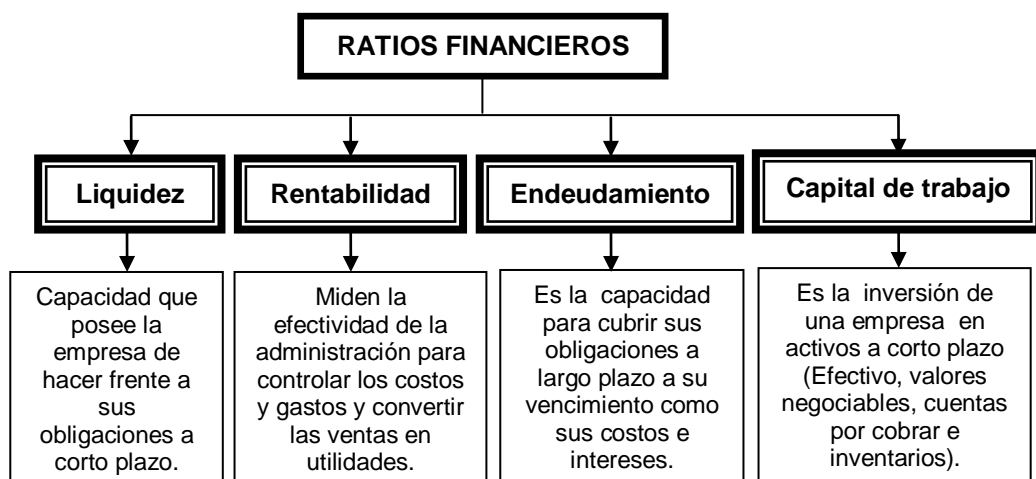 RATIOS FINANCIEROS
Liquidez
Rentabilidad
Endeudamiento
Capital de trabajo
Capacidad que
posee la
empresa de
hacer frente a
sus
obligaciones a
corto plazo.
Miden la
efectividad de la
administración para
controlar los costos
y gastos y convertir
las ventas en
utilidades.
Es la capacidad
para cubrir sus
obligaciones a
largo plazo a su
vencimiento como
sus costos e
intereses.
Es la inversión de
una empresa en
activos a corto plazo
(Efectivo, valores
negociables, cuentas
por cobrar e
inventarios).